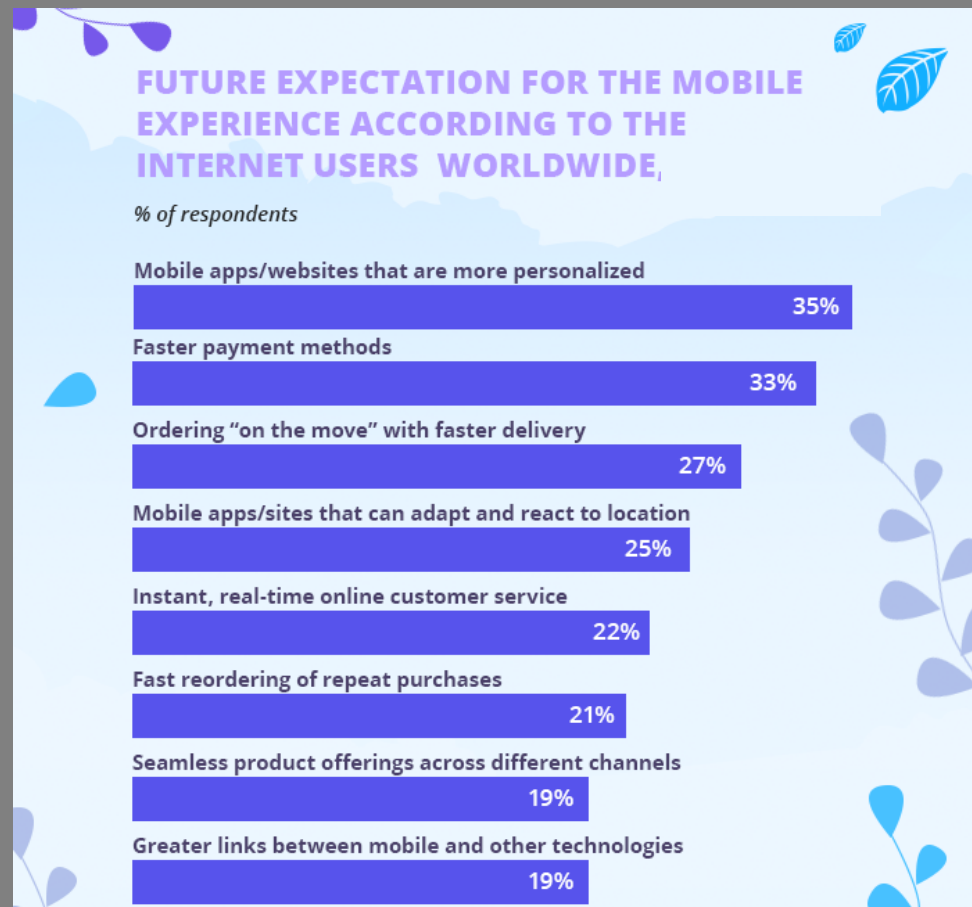 FUTURE EXPECTATION FOR THE MOBILE
EXPERIENCE ACCORDING TO THE
INTERNET USERS  WORLDWIDE,
% of respondents
Mobile apps/websites that are more personalized
35%
Faster payment methods
33%
Ordering “on the move” with faster delivery
27%
Mobile apps/sites that can adapt and react to location
25%
Instant, real-time online customer service
22%
Fast reordering of repeat purchases
21%
Seamless product offerings across different channels
19%
Greater links between mobile and other technologies
19%